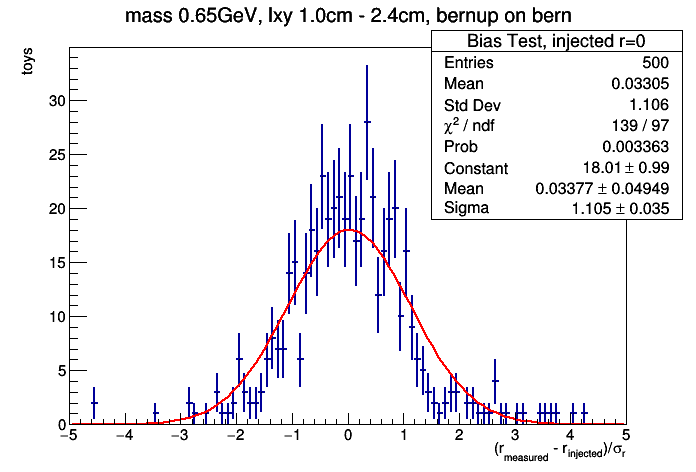 mass 0.65GeV, lxy 1.0cm - 2.4cm, bernup on bern
Bias Test, injected r=0
Entries 500
Mean 0.03305
Std Dev 1.106
χ² / ndf 139 / 97
Prob 0.003363
Constant 18.01 ± 0.99
Mean 0.03377 ± 0.04949
Sigma 1.105 ± 0.035
toys
30
25
20
15
10
5
0
−5 −4 −3 −2 −1 0 1 2 3 4 5
(r_measured - r_injected)/σ_r